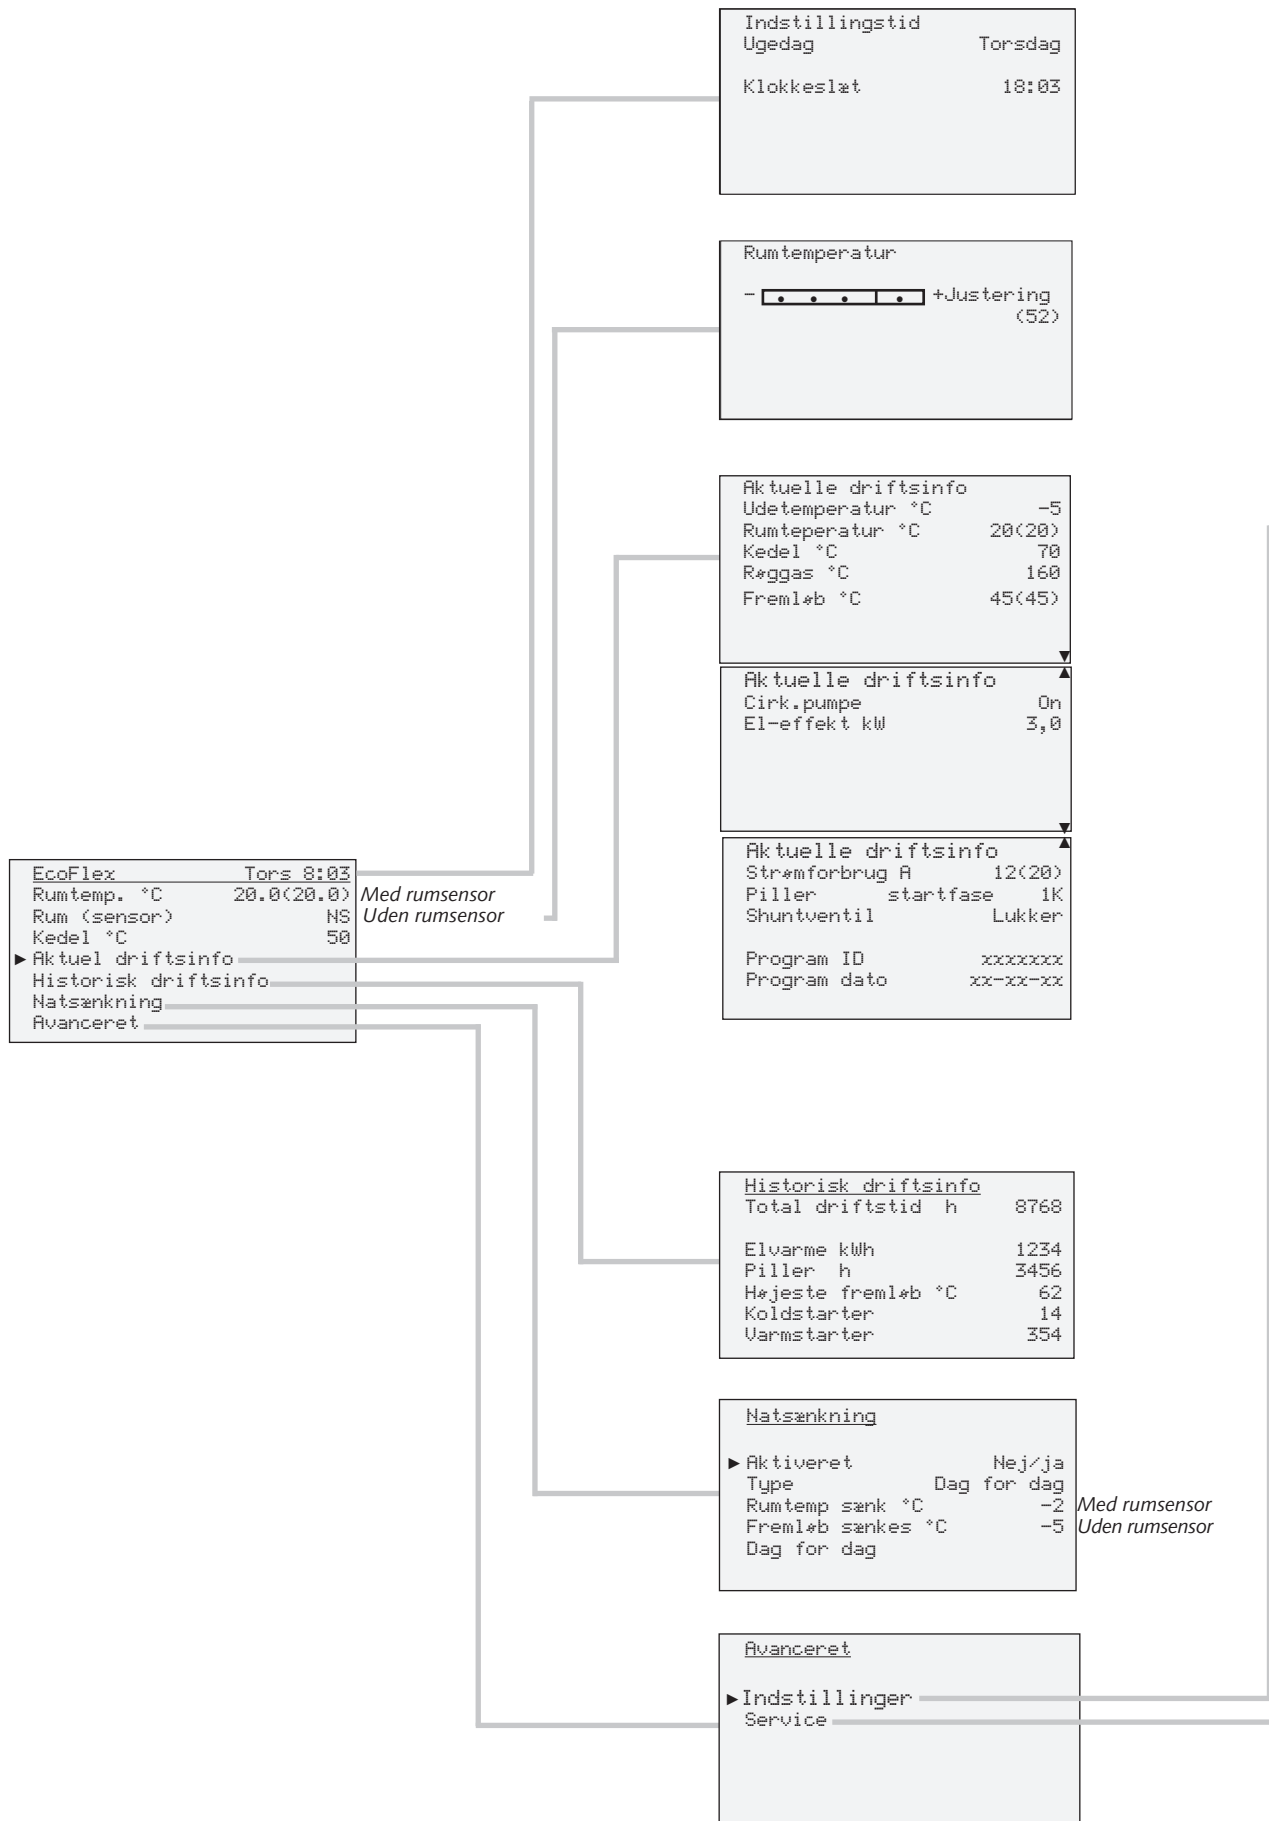 Indstillingstid
Ugedag Torsdag
Klokkeslæt 18:03
Rumtemperatur
- +Justering
(52)
Aktuelle driftsinfo
Udetemperatur °C -5
Rumteperatur °C 20(20)
Kedel °C 70
Røggas °C 160
Fremløb °C 45(45)
Aktuelle driftsinfo
Cirk.pumpe On
El-effekt kW 3,0
Aktuelle driftsinfo
Strømforbrug A 12(20)
Piller startfase 1K
Shuntventil Lukker
Program ID xxxxxxx
Program dato xx-xx-xx
EcoFlex Tors 8:03
Rumtemp. °C 20.0(20.0) Med rumsensor
Rum (sensor) NS Uden rumsensor
Kedel °C 50
Aktuel driftsinfo
Historisk driftsinfo
Natsænkning
Avanceret
Historisk driftsinfo
Total driftstid h 8768
Elvarme kWh 1234
Piller h 3456
Højeste fremløb °C 62
Koldstarter 14
Varmstarter 354
Natsænkning
Aktiveret Nej/ja
Type Dag for dag
Rumtemp sænk °C -2 Med rumsensor
Fremløb sænkes °C -5 Uden rumsensor
Dag for dag
Avanceret
Indstillinger
Service